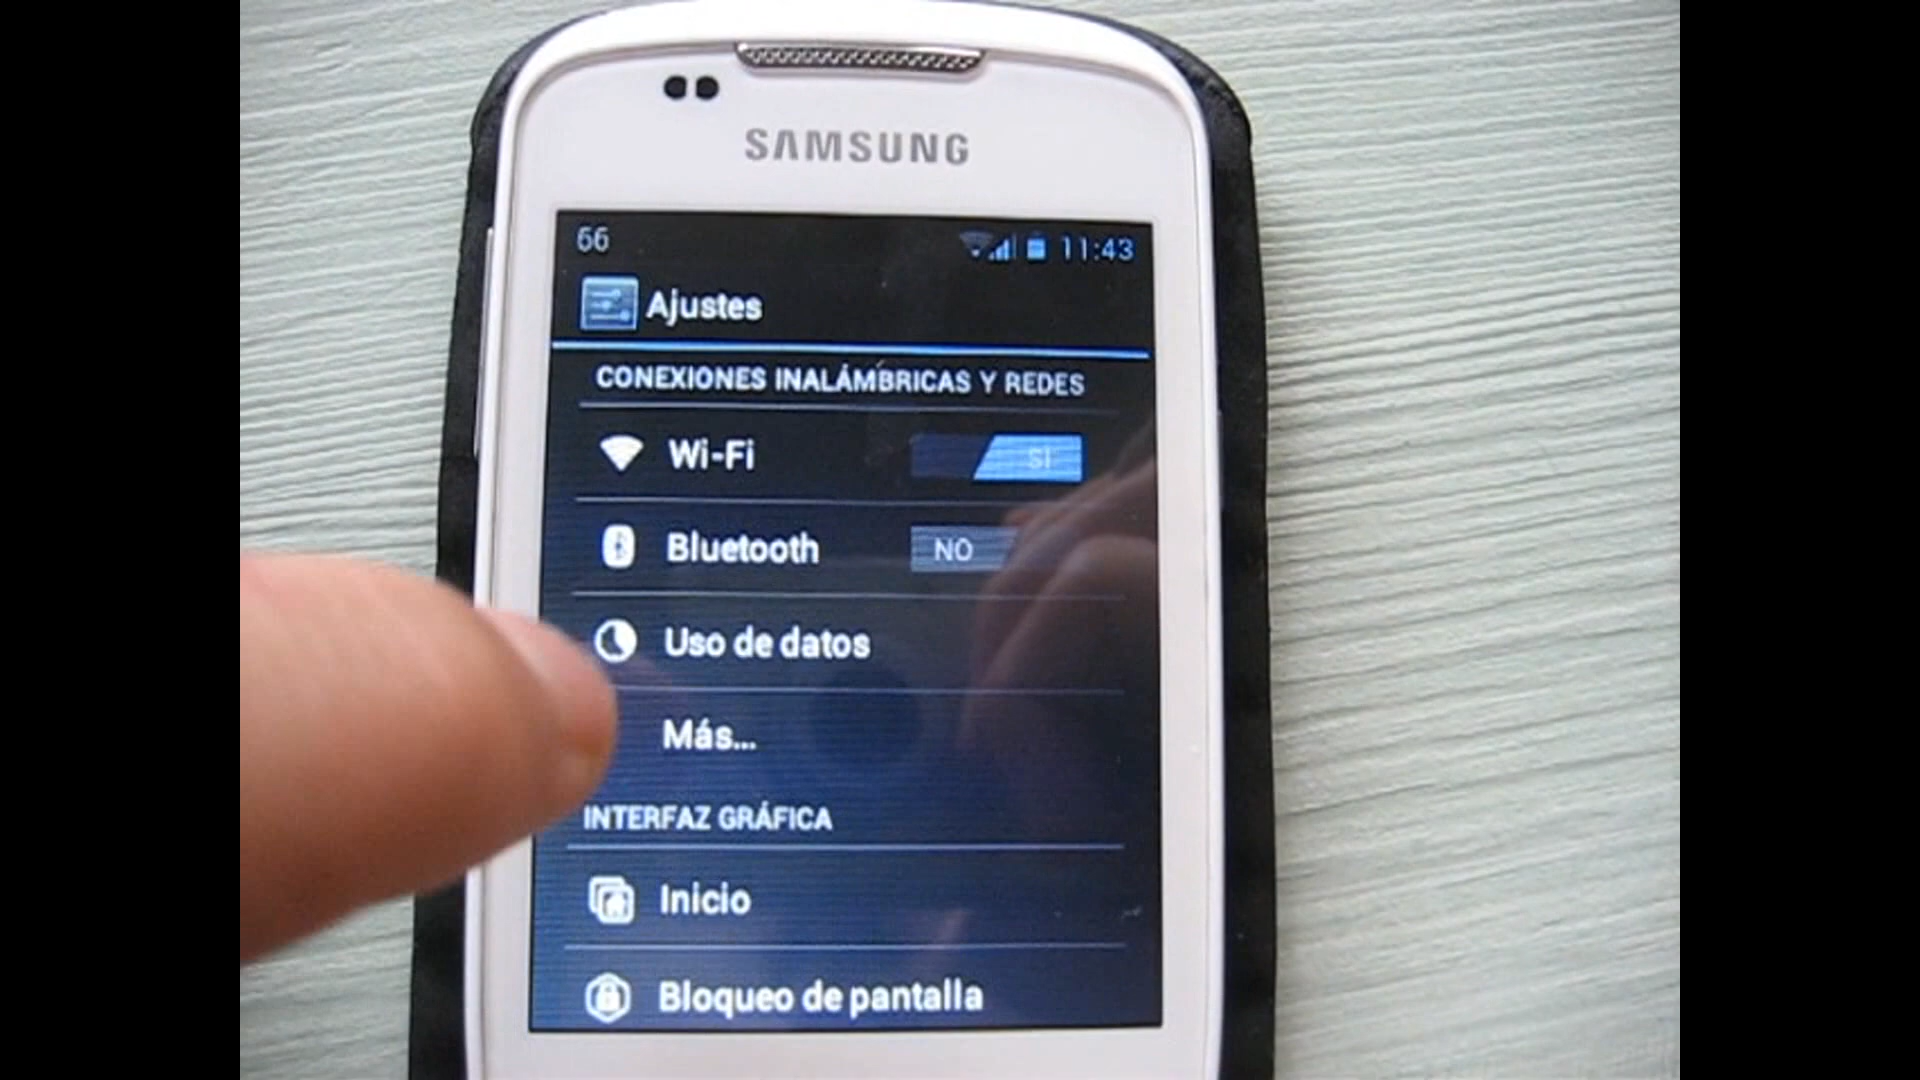 SAMSUNG
66 11:43
Ajustes
CONEXIONES INALÁMBRICAS Y REDES
Wi-Fi SÍ
Bluetooth NO
Uso de datos
Más...
INTERFAZ GRÁFICA
Inicio
Bloqueo de pantalla